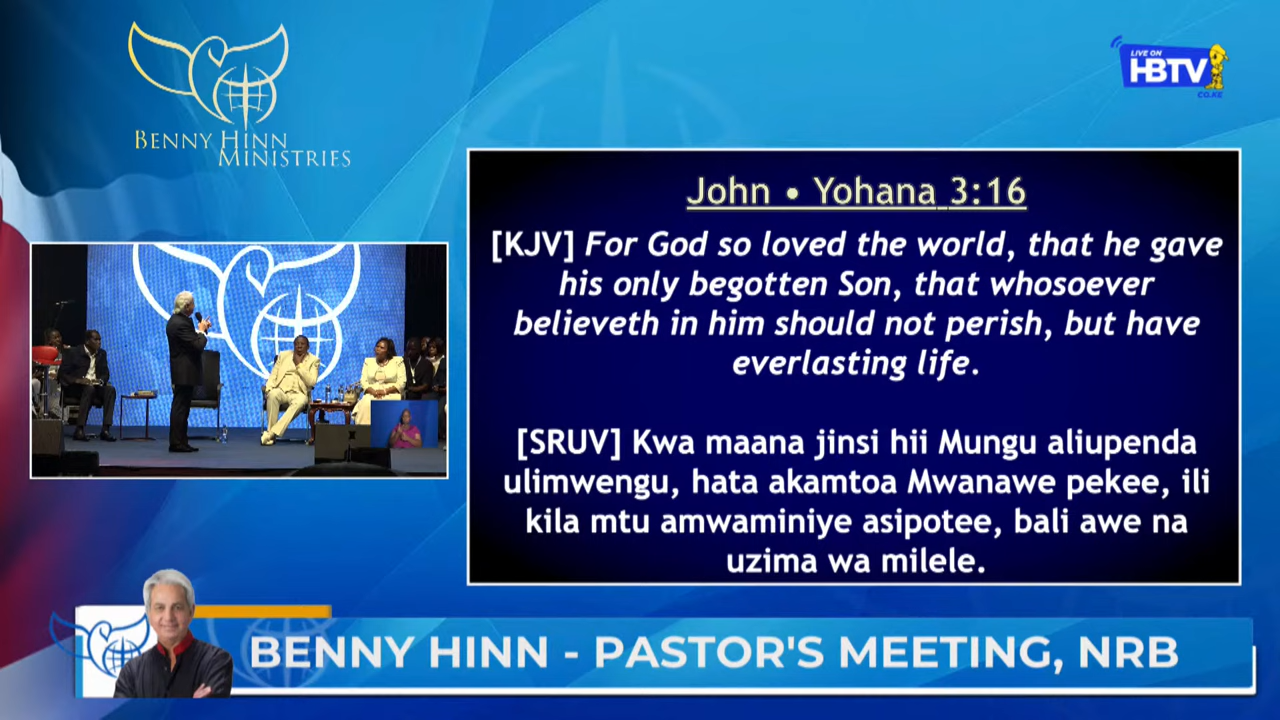 BENNY HINN
MINISTRIES
LIVE ON
HBTV
CO.KE
John • Yohana 3:16
[KJV] For God so loved the world, that he gave
his only begotten Son, that whosoever
believeth in him should not perish, but have
everlasting life.
[SRUV] Kwa maana jinsi hii Mungu aliupenda
ulimwengu, hata akamtoa Mwanawe pekee, ili
kila mtu amwaminiye asipotee, bali awe na
uzima wa milele.
BENNY HINN - PASTOR'S MEETING, NRB